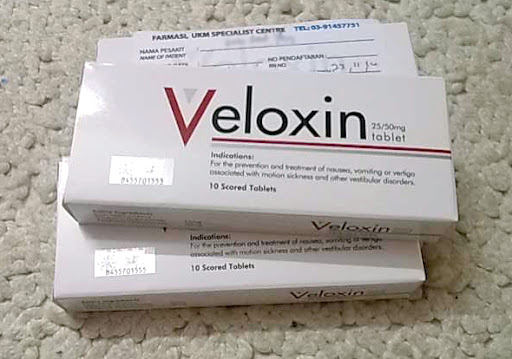 FARMASI, UKM SPECIALIST CENTRE TEL: 03-91457751
NAMA PESAKIT
NAME OF PATIENT
NO PENDAFTARAN
RN NO.
Veloxin
25/50mg
tablet
Indications:
For the prevention and treatment of nausea, vomiting or vertigo
associated with motion sickness and other vestibular disorders.
10 Scored Tablets
8455701555
Veloxin
Indications:
For the prevention and treatment of nausea, vomiting or vertigo
associated with motion sickness and other vestibular disorders.
10 Scored Tablets
8455701555
Veloxin